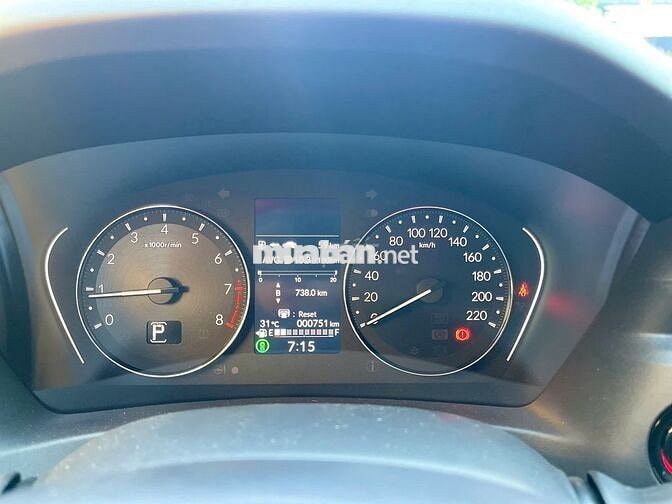 0 1 2 3 4 5 6 7 8
x1000r/min
P
muaban.net
0 10 20
B 738.0 km
: Reset
31°C 000751 km
E F
7:15
0 20 40 60 80 100 120 140 160 180 200 220
km/h